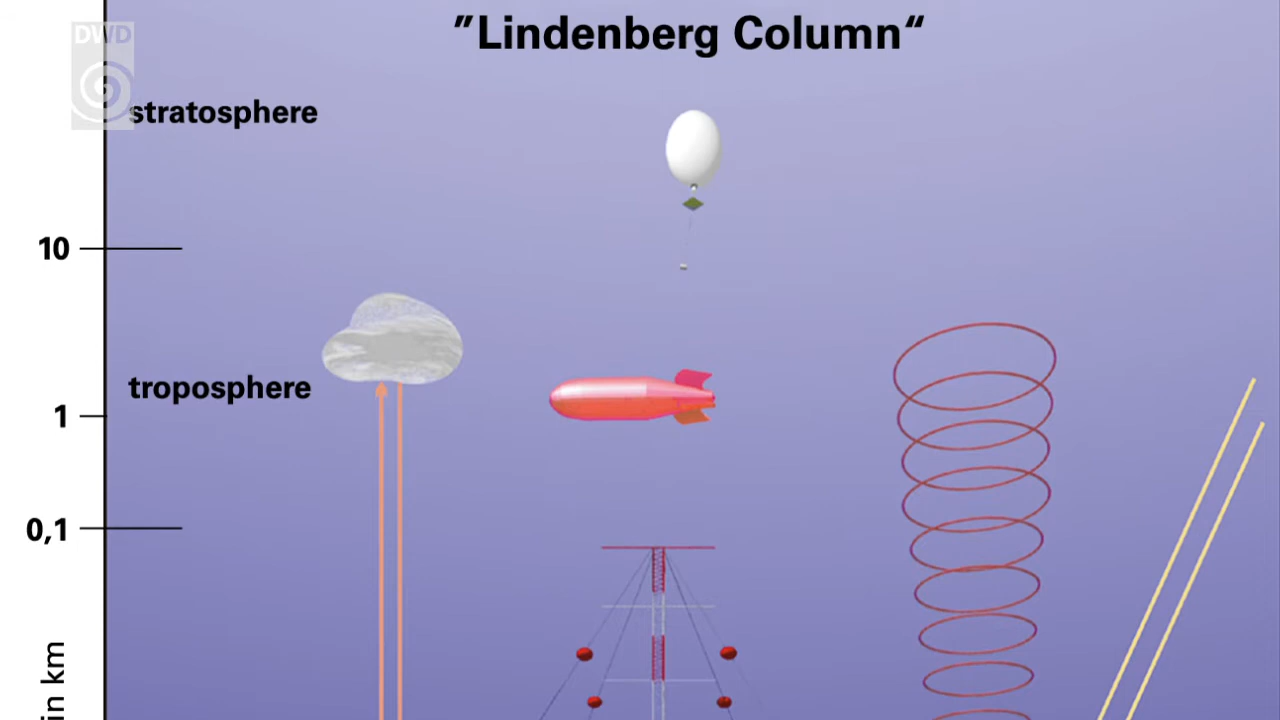 ”Lindenberg Column“
DWD
stratosphere
10
troposphere
1
0,1
in km